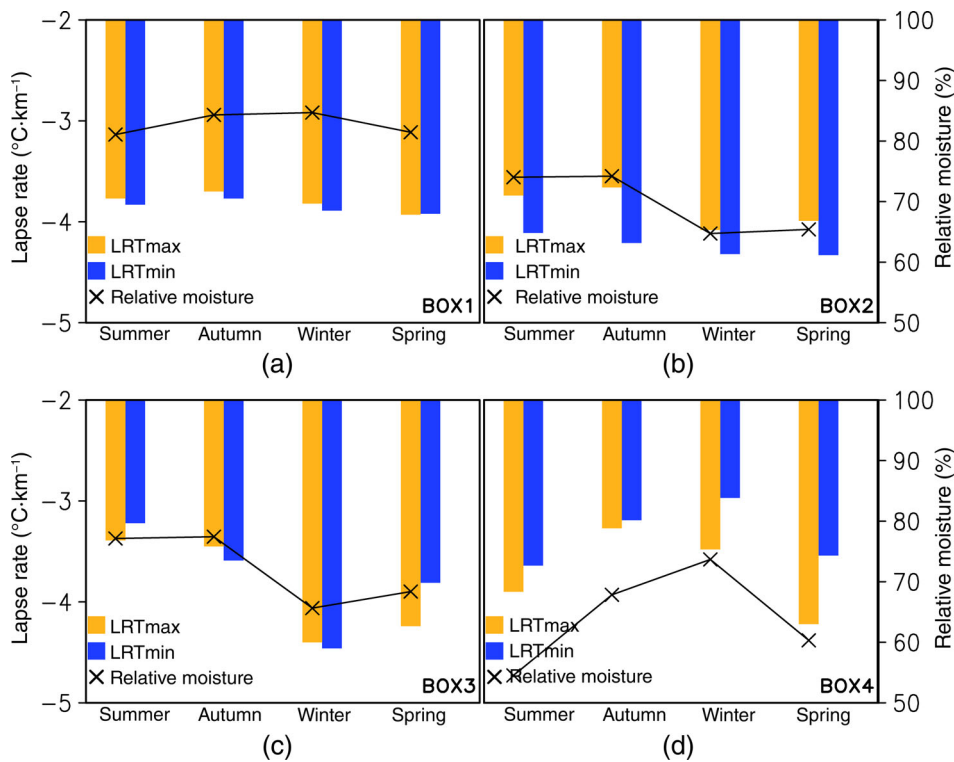 −2
−3
−4
−5
Lapse rate (°C·km⁻¹)
LRTmax
LRTmin
Relative moisture
BOX1
Summer Autumn Winter Spring
(a)
LRTmax
LRTmin
Relative moisture
BOX2
Summer Autumn Winter Spring
(b)
100
90
80
70
60
50
Relative moisture (%)
−2
−3
−4
−5
Lapse rate (°C·km⁻¹)
LRTmax
LRTmin
Relative moisture
BOX3
Summer Autumn Winter Spring
(c)
LRTmax
LRTmin
Relative moisture
BOX4
Summer Autumn Winter Spring
(d)
100
90
80
70
60
50
Relative moisture (%)